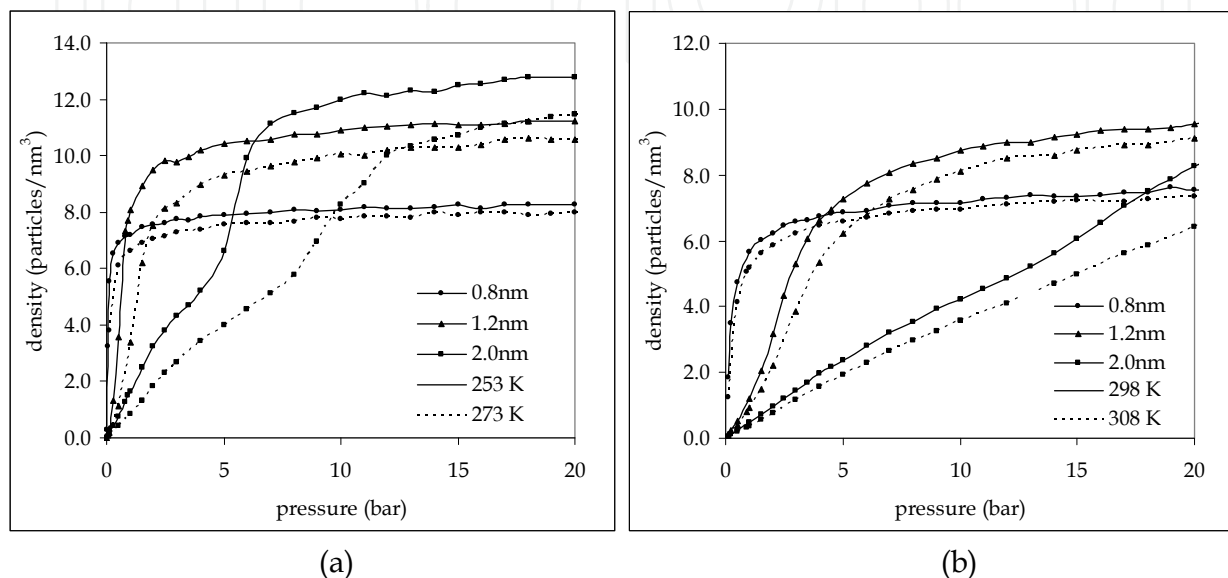 14.0
12.0
10.0
8.0
6.0
4.0
2.0
0.0
density (particles/nm³)
0 5 10 15 20
pressure (bar)
0.8nm
1.2nm
2.0nm
253 K
273 K
(a)
12.0
10.0
8.0
6.0
4.0
2.0
0.0
density (particles/nm³)
0 5 10 15 20
pressure (bar)
0.8nm
1.2nm
2.0nm
298 K
308 K
(b)